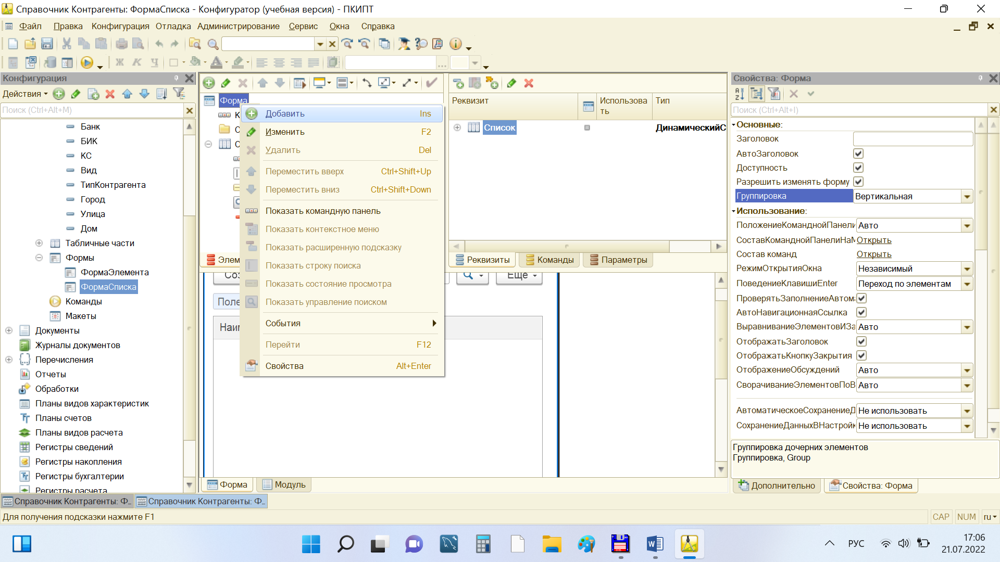 Справочник Контрагенты: ФормаСписка - Конфигуратор (учебная версия) - ПКИПТ
Файл Правка Конфигурация Отладка Администрирование Сервис Окна Справка
Ж К Ч
Конфигурация
Действия
Поиск (Ctrl+Alt+M)
Банк
БИК
КС
Вид
ТипКонтрагента
Город
Улица
Дом
Табличные части
Формы
ФормаЭлемента
ФормаСписка
Команды
Макеты
Документы
Журналы документов
Перечисления
Отчеты
Обработки
Планы видов характеристик
Планы счетов
Планы видов расчета
Регистры сведений
Регистры накопления
Регистры бухгалтерии
Регистры расчета
Форма
Добавить Ins
Изменить F2
Удалить Del
Переместить вверх Ctrl+Shift+Up
Переместить вниз Ctrl+Shift+Down
Показать командную панель
Показать контекстное меню
Показать расширенную подсказку
Показать строку поиска
Показать состояние просмотра
Показать управление поиском
События
Перейти F12
Свойства Alt+Enter
Элем
Соз
Еще
Поле
Наи
Форма Модуль
Реквизит Использова
ть Тип
Список ДинамическийС
Реквизиты Команды Параметры
Свойства: Форма
Поиск (Ctrl+Alt+I)
Основные:
Заголовок
АвтоЗаголовок
Доступность
Разрешить изменять форму
Группировка Вертикальная
Использование:
ПоложениеКоманднойПанели Авто
СоставКоманднойПанелиНа Открыть
Состав команд Открыть
РежимОткрытияОкна Независимый
ПоведениеКлавишиEnter Переход по элементам
ПроверятьЗаполнениеАвтом
АвтоНавигационнаяСсылка
ВыравниваниеЭлементовИЗа Авто
ОтображатьЗаголовок
ОтображатьКнопкуЗакрытия
ОтображениеОбсуждений Авто
СворачиваниеЭлементовПоВ Авто
АвтоматическоеСохранениеД Не использовать
СохранениеДанныхВНастройк Не использовать
Группировка дочерних элементов
Группировка, Group
Дополнительно Свойства: Форма
Справочник Контрагенты: Ф... Справочник Контрагенты: Ф...
Для получения подсказки нажмите F1
CAP NUM ru
РУС
17:06
21.07.2022